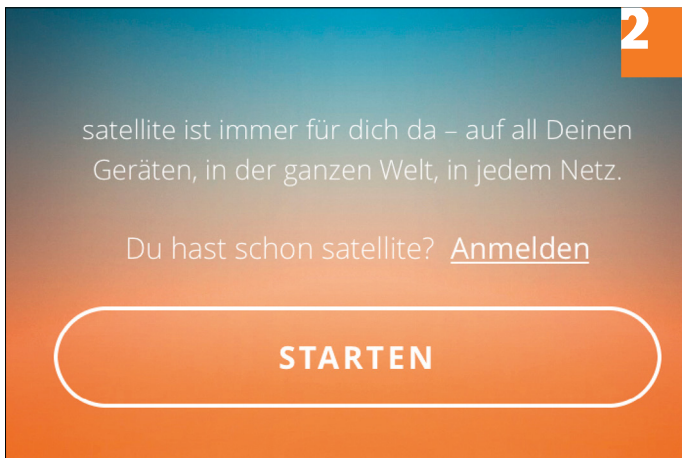 2
satellite ist immer für dich da – auf all Deinen
Geräten, in der ganzen Welt, in jedem Netz.
Du hast schon satellite? Anmelden
STARTEN